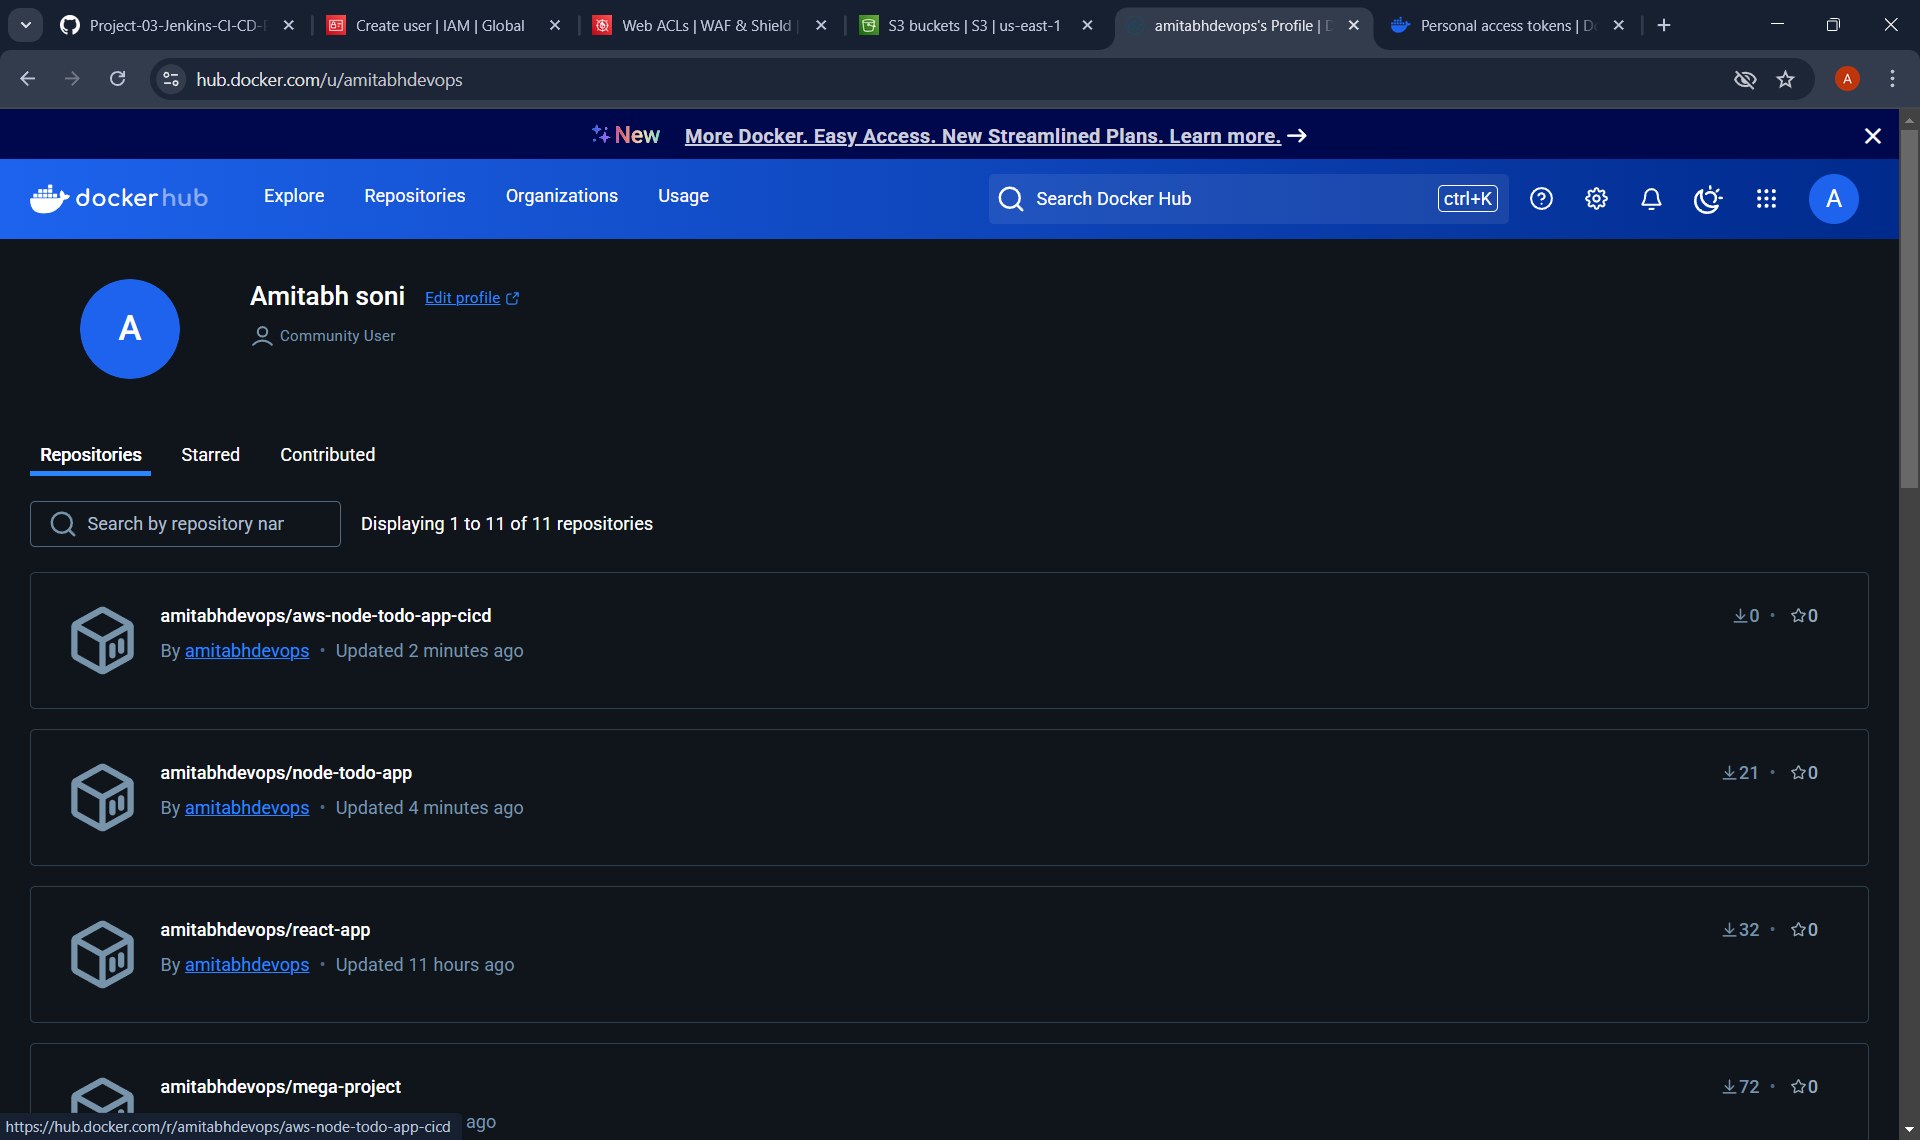 Project-03-Jenkins-CI-CD-
Create user | IAM | Global
Web ACLs | WAF & Shield
S3 buckets | S3 | us-east-1
amitabhdevops's Profile |
Personal access tokens |
hub.docker.com/u/amitabhdevops
A
New More Docker. Easy Access. New Streamlined Plans. Learn more. →
docker hub
Explore
Repositories
Organizations
Usage
Search Docker Hub
ctrl+K
A
A
Amitabh soni
Edit profile
Community User
Repositories
Starred
Contributed
Search by repository nar
Displaying 1 to 11 of 11 repositories
amitabhdevops/aws-node-todo-app-cicd
0 • 0
By amitabhdevops • Updated 2 minutes ago
amitabhdevops/node-todo-app
21 • 0
By amitabhdevops • Updated 4 minutes ago
amitabhdevops/react-app
32 • 0
By amitabhdevops • Updated 11 hours ago
amitabhdevops/mega-project
72 • 0
ago
https://hub.docker.com/r/amitabhdevops/aws-node-todo-app-cicd